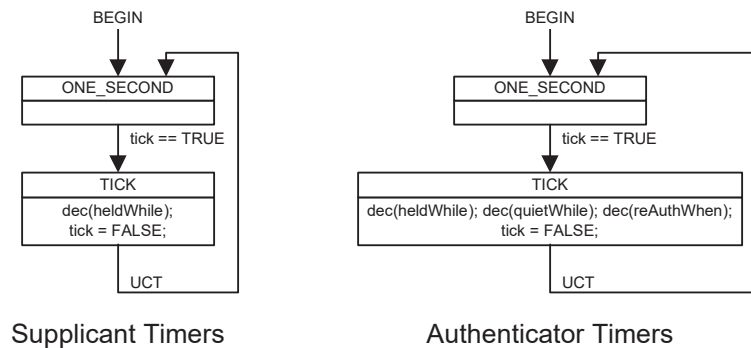 BEGIN
ONE_SECOND
tick == TRUE
TICK
dec(heldWhile);
tick = FALSE;
UCT
Supplicant Timers
BEGIN
ONE_SECOND
tick == TRUE
TICK
dec(heldWhile); dec(quietWhile); dec(reAuthWhen);
tick = FALSE;
UCT
Authenticator Timers